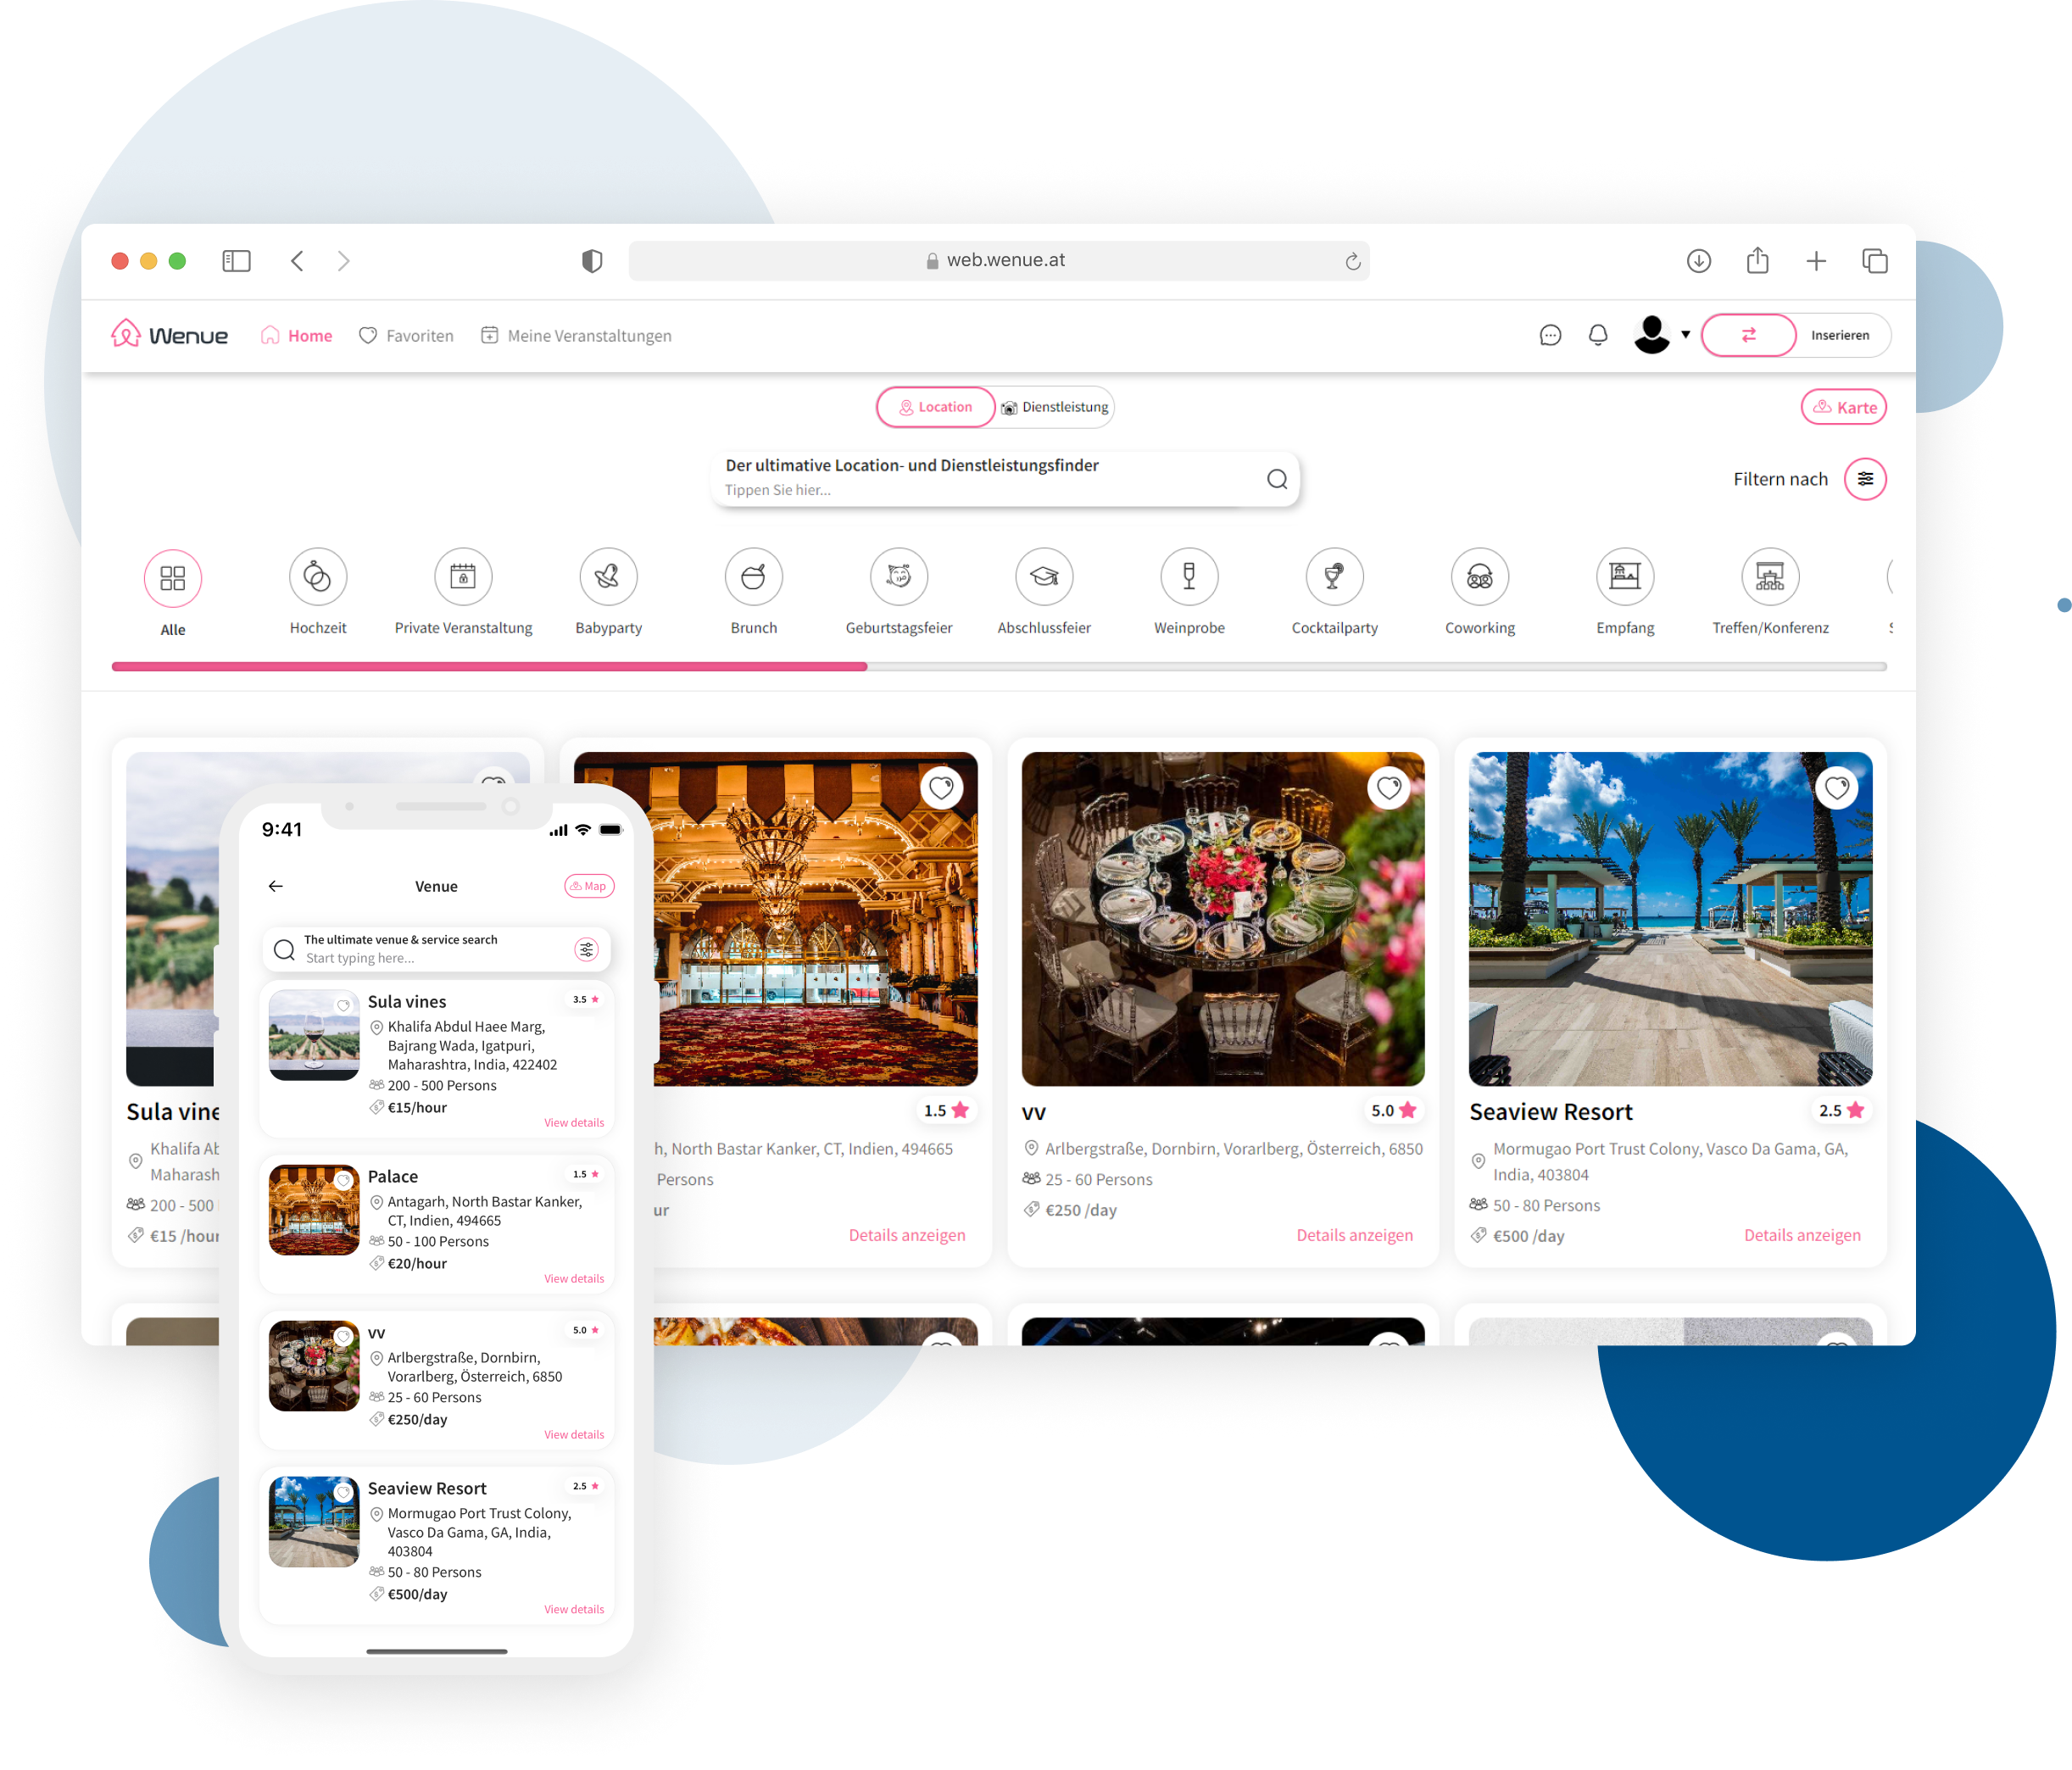 web.wenue.at
Wenue
Home
Favoriten
Meine Veranstaltungen
Inserieren
Location
Dienstleistung
Karte
Der ultimative Location- und Dienstleistungsfinder
Tippen Sie hier...
Filtern nach
Alle
Hochzeit
Private Veranstaltung
Babyparty
Brunch
Geburtstagsfeier
Abschlussfeier
Weinprobe
Cocktailparty
Coworking
Empfang
Treffen/Konferenz
Sula vine
Khalifa Ab
Maharash
200 - 500
€15 /hour
1.5
h, North Bastar Kanker, CT, Indien, 494665
Persons
ur
Details anzeigen
vv
5.0
Arlbergstraße, Dornbirn, Vorarlberg, Österreich, 6850
25 - 60 Persons
€250 /day
Details anzeigen
Seaview Resort
2.5
Mormugao Port Trust Colony, Vasco Da Gama, GA,
India, 403804
50 - 80 Persons
€500 /day
Details anzeigen
9:41
Venue
Map
The ultimate venue & service search
Start typing here...
Sula vines
3.5
Khalifa Abdul Haee Marg,
Bajrang Wada, Igatpuri,
Maharashtra, India, 422402
200 - 500 Persons
€15/hour
View details
Palace
1.5
Antagarh, North Bastar Kanker,
CT, Indien, 494665
50 - 100 Persons
€20/hour
View details
vv
5.0
Arlbergstraße, Dornbirn,
Vorarlberg, Österreich, 6850
25 - 60 Persons
€250/day
View details
Seaview Resort
2.5
Mormugao Port Trust Colony,
Vasco Da Gama, GA, India,
403804
50 - 80 Persons
€500/day
View details